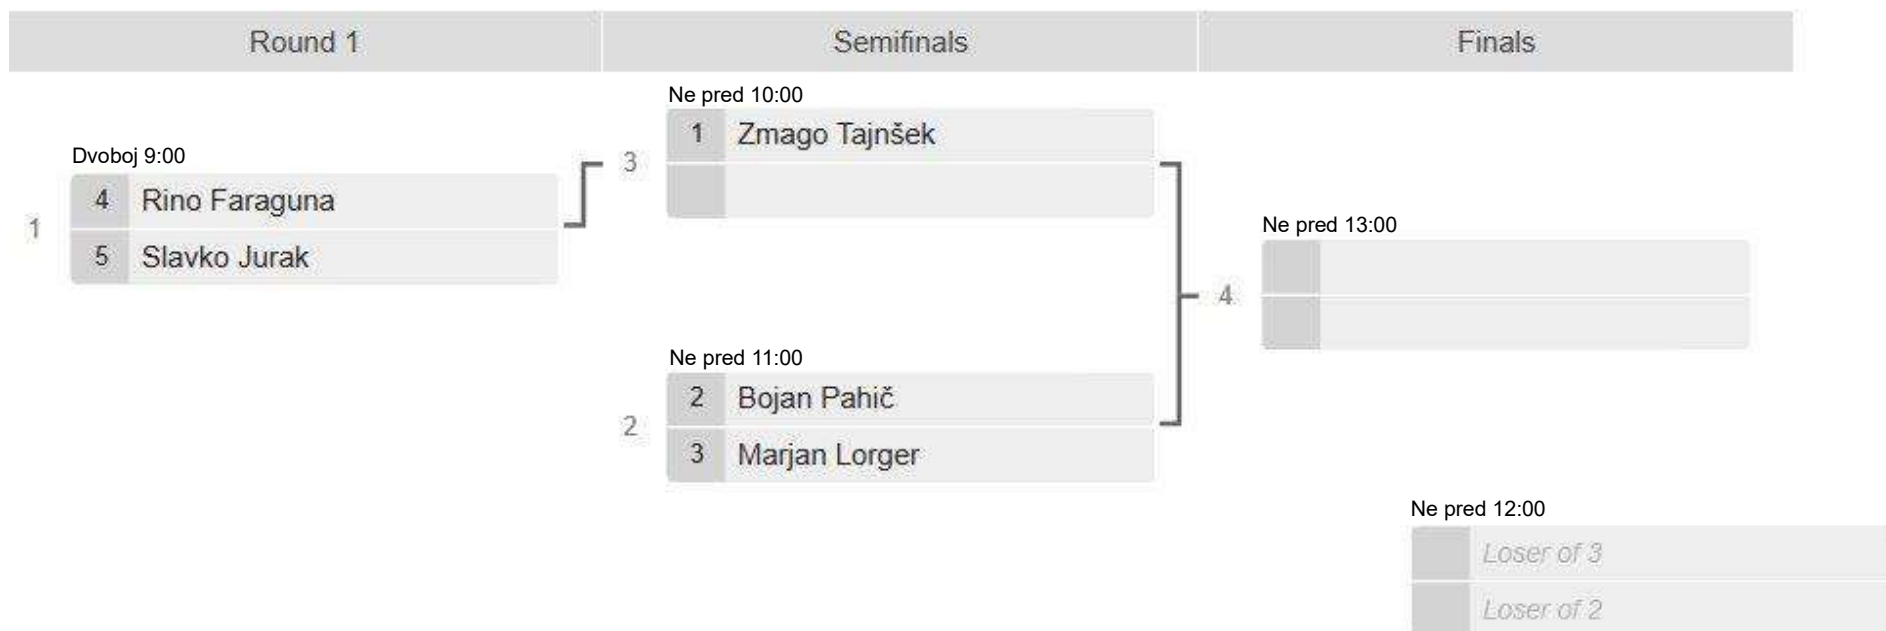 Round 1
Semifinals
Finals
Dvoboj 9:00
1
4 Rino Faraguna
5 Slavko Jurak
Ne pred 10:00
3
1 Zmago Tajnšek
Ne pred 11:00
2
2 Bojan Pahič
3 Marjan Lorger
Ne pred 13:00
4
Ne pred 12:00
Loser of 3
Loser of 2